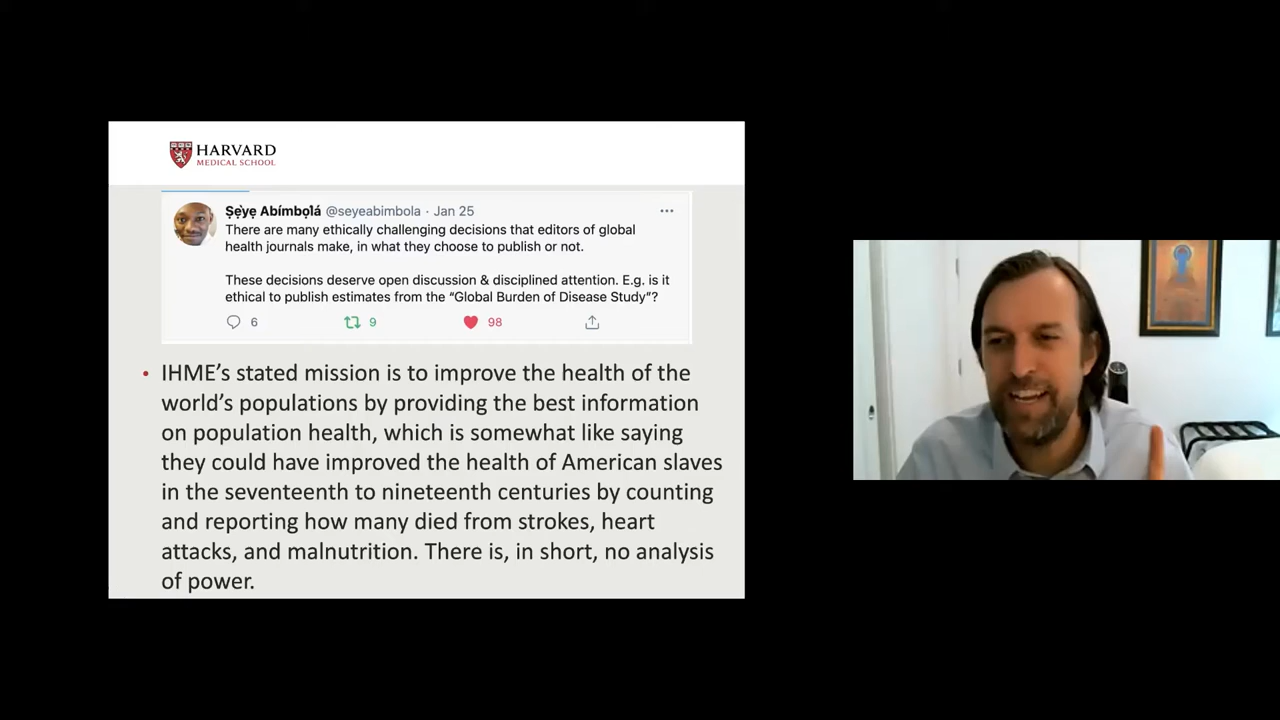 HARVARD
MEDICAL SCHOOL
Ṣẹ̀yẹ Abímbọ́lá @seyeabimbola · Jan 25
There are many ethically challenging decisions that editors of global
health journals make, in what they choose to publish or not.
These decisions deserve open discussion & disciplined attention. E.g. is it
ethical to publish estimates from the “Global Burden of Disease Study”?
6 9 98
• IHME’s stated mission is to improve the health of the
world’s populations by providing the best information
on population health, which is somewhat like saying
they could have improved the health of American slaves
in the seventeenth to nineteenth centuries by counting
and reporting how many died from strokes, heart
attacks, and malnutrition. There is, in short, no analysis
of power.